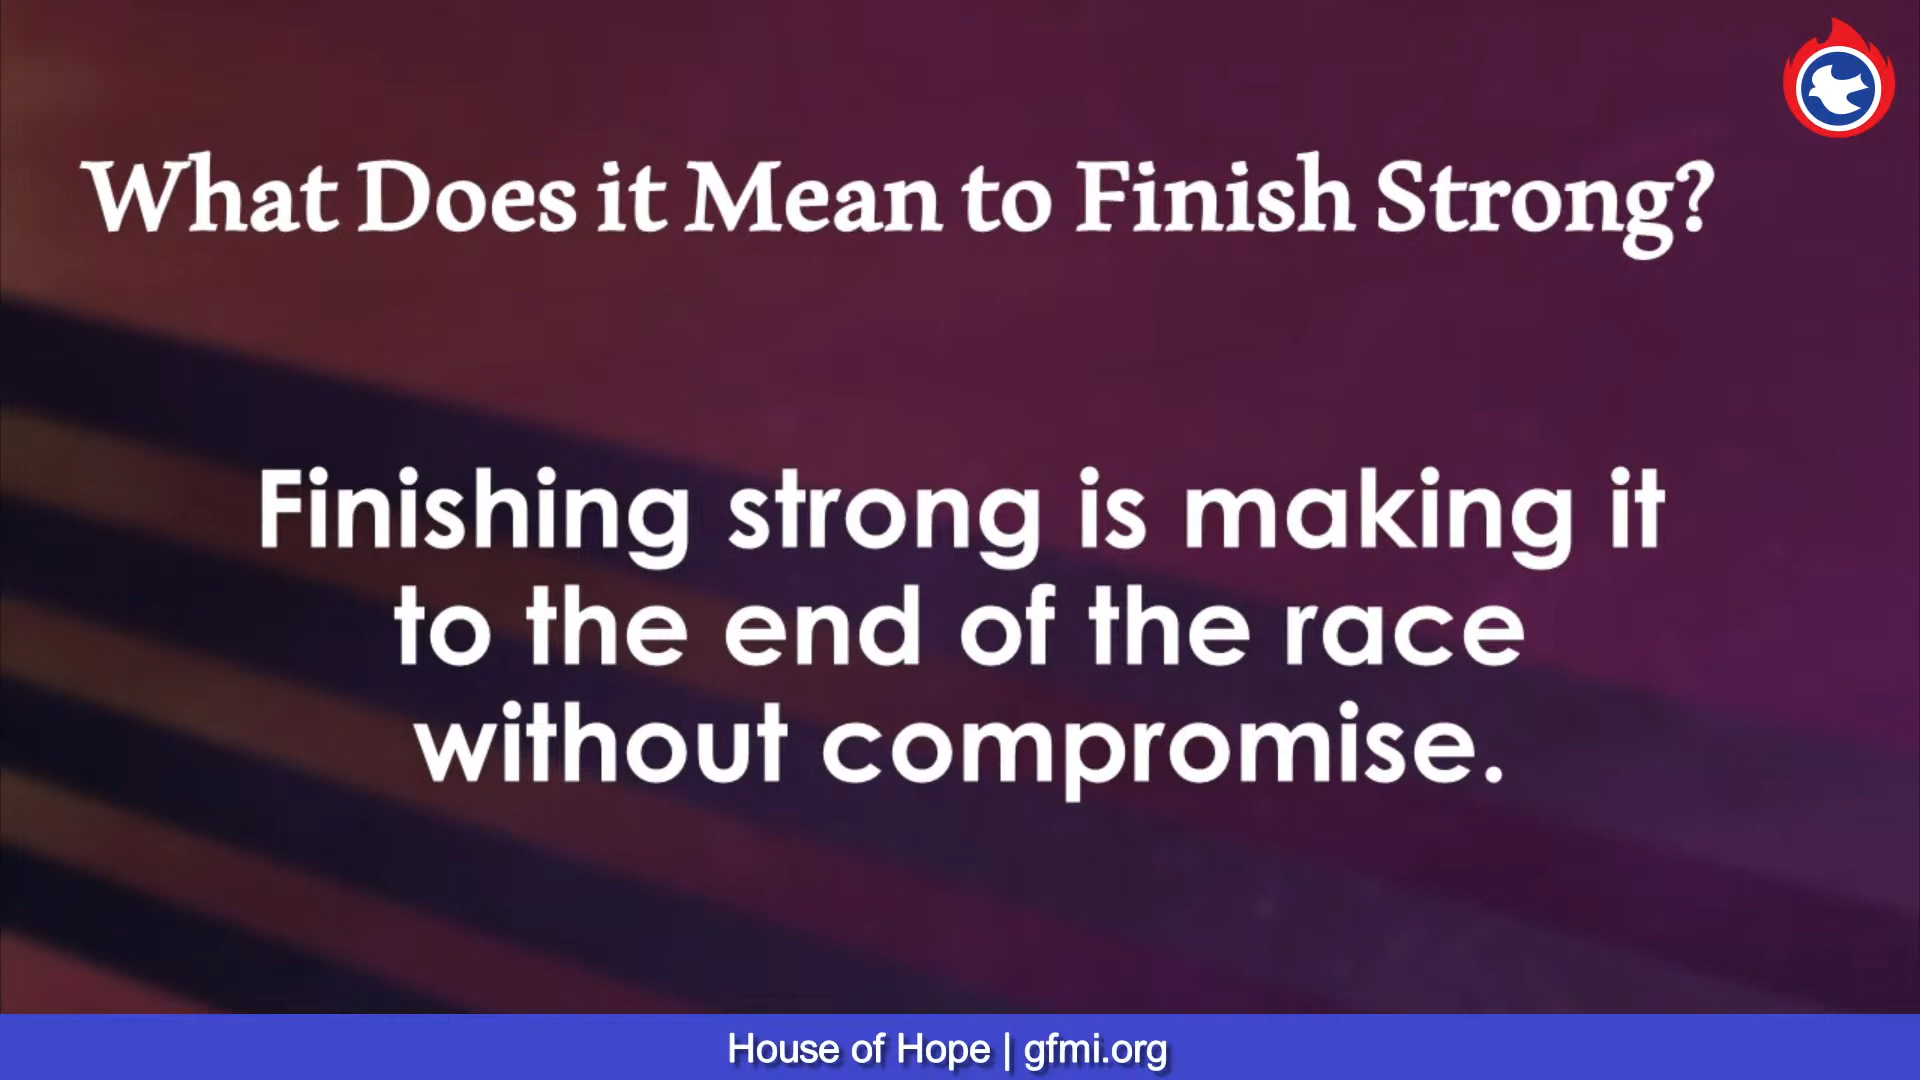 What Does it Mean to Finish Strong?
Finishing strong is making it
to the end of the race
without compromise.
House of Hope | gfmi.org